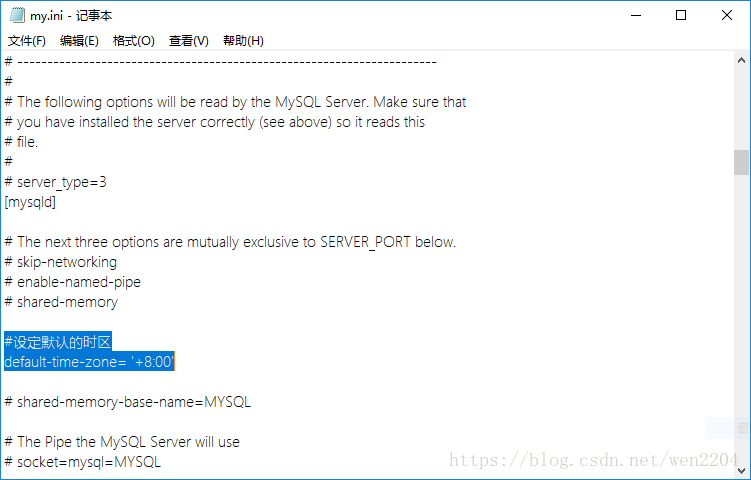 my.ini - 记事本
文件(F) 编辑(E) 格式(O) 查看(V) 帮助(H)
# ----------------------------------------------------------------------
#
# The following options will be read by the MySQL Server. Make sure that
# you have installed the server correctly (see above) so it reads this
# file.
#
# server_type=3
[mysqld]
# The next three options are mutually exclusive to SERVER_PORT below.
# skip-networking
# enable-named-pipe
# shared-memory
#设定默认的时区
default-time-zone= '+8:00'
# shared-memory-base-name=MYSQL
# The Pipe the MySQL Server will use
# socket=mysql=MYSQL
https://blog.csdn.net/wen2204